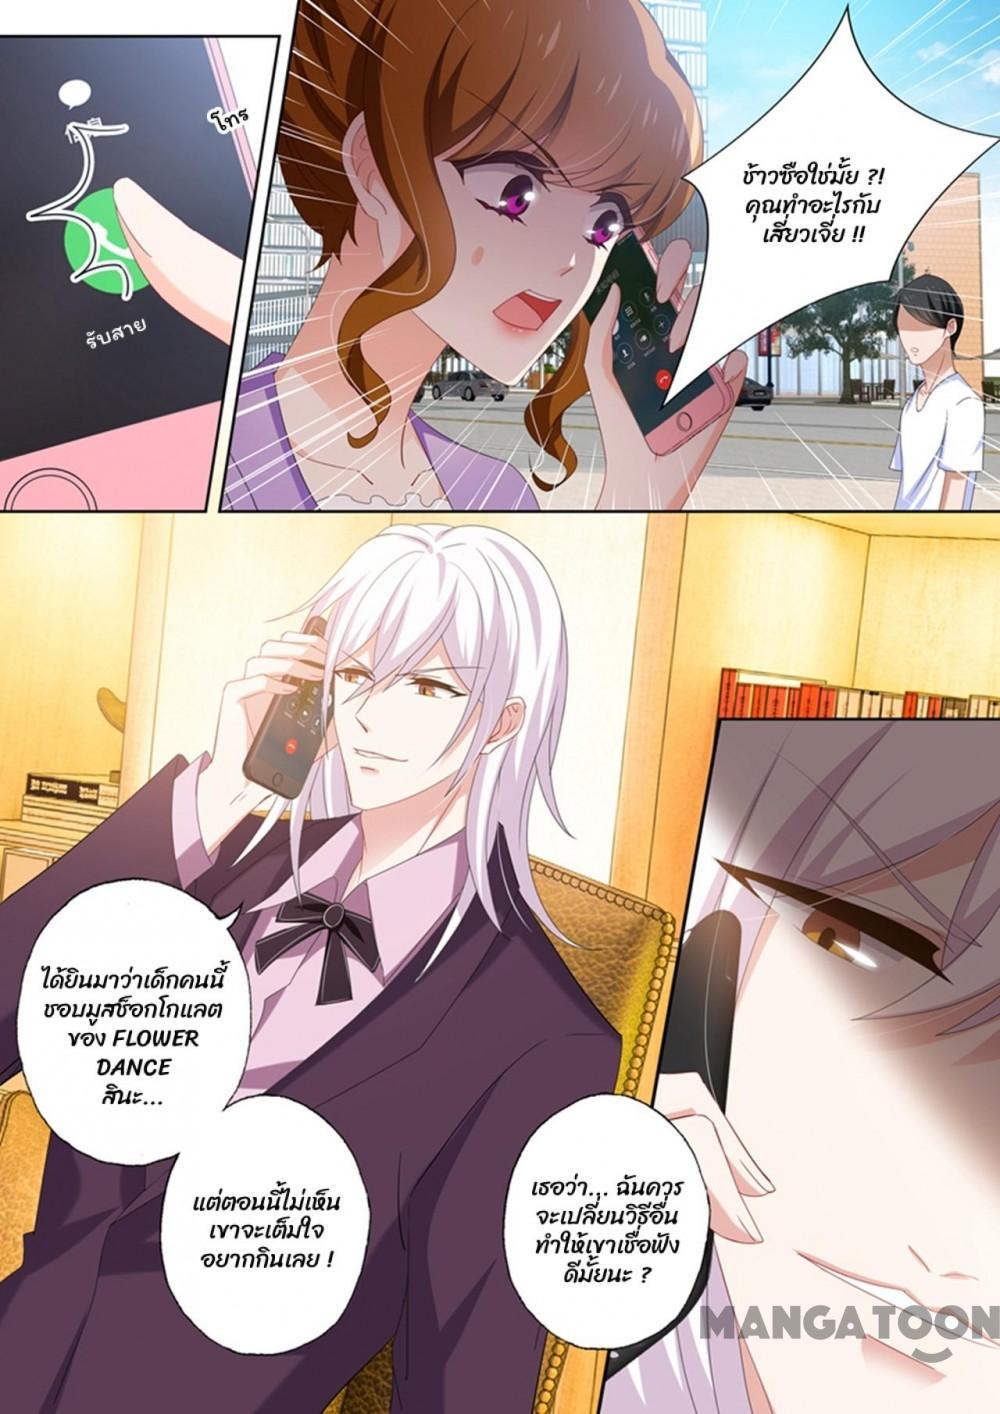 โทร
รับสาย
ช้าวซือใช่มั้ย ?!
คุณทำอะไรกับ
เสี่ยวเจี่ย !!
ได้ยินมาว่าเด็กคนนี้
ชอบมูสช็อกโกแลต
ของ FLOWER
DANCE
สินะ...
แต่ตอนนี้ไม่เห็น
เขาจะเต็มใจ
อยากกินเลย !
เธอว่า... ฉันควร
จะเปลี่ยนวิธีอื่น
ทำให้เขาเชื่อฟัง
ดีมั้ยนะ ?
MANGATOON